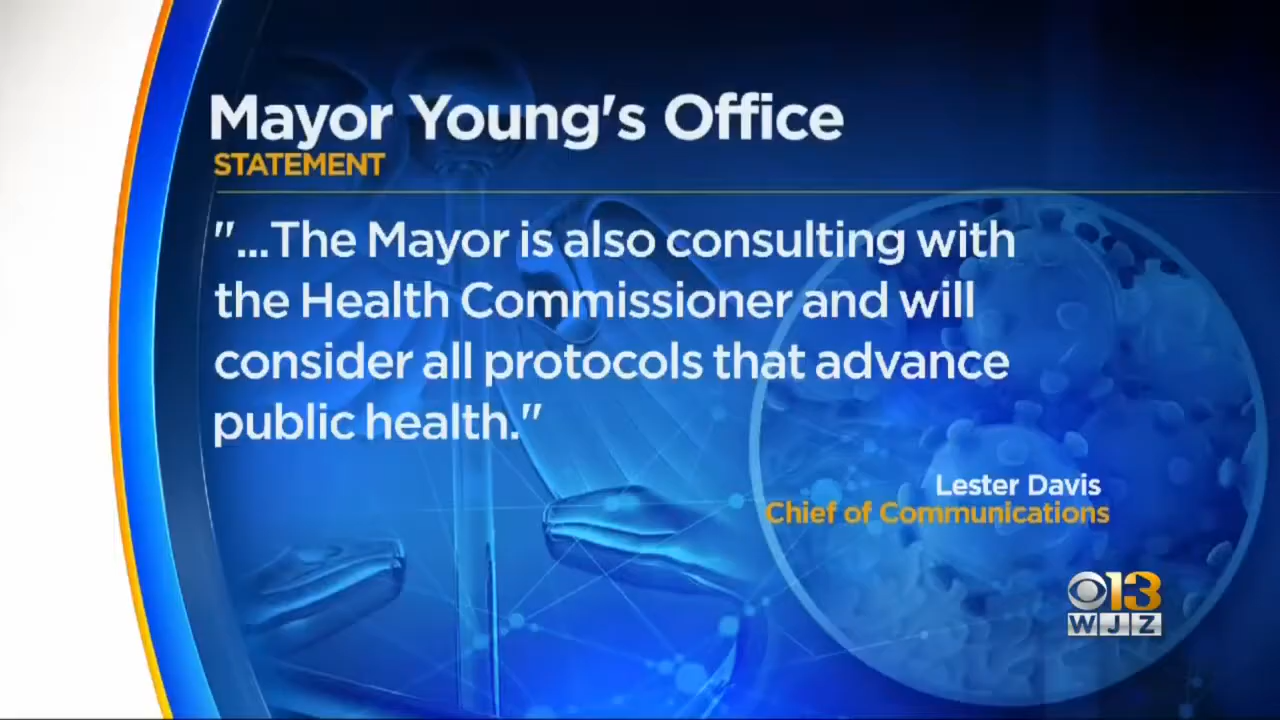 Mayor Young's Office
STATEMENT
"...The Mayor is also consulting with
the Health Commissioner and will
consider all protocols that advance
public health."
Lester Davis
Chief of Communications
13
WJZ